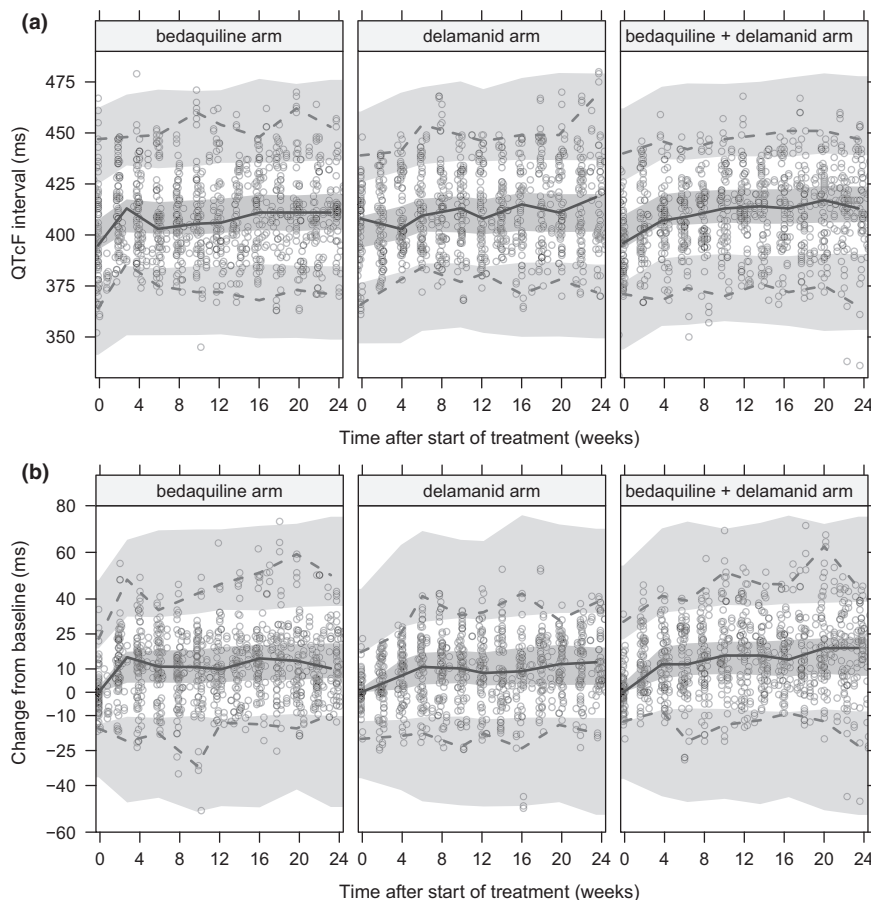 (a)
bedaquiline arm
delamanid arm
bedaquiline + delamanid arm
QTcF interval (ms)
475
450
425
400
375
350
0 4 8 12 16 20 24 0 4 8 12 16 20 24 0 4 8 12 16 20 24
Time after start of treatment (weeks)
(b)
bedaquiline arm
delamanid arm
bedaquiline + delamanid arm
Change from baseline (ms)
80
60
40
25
10
0
−10
−25
−40
−60
0 4 8 12 16 20 24 0 4 8 12 16 20 24 0 4 8 12 16 20 24
Time after start of treatment (weeks)